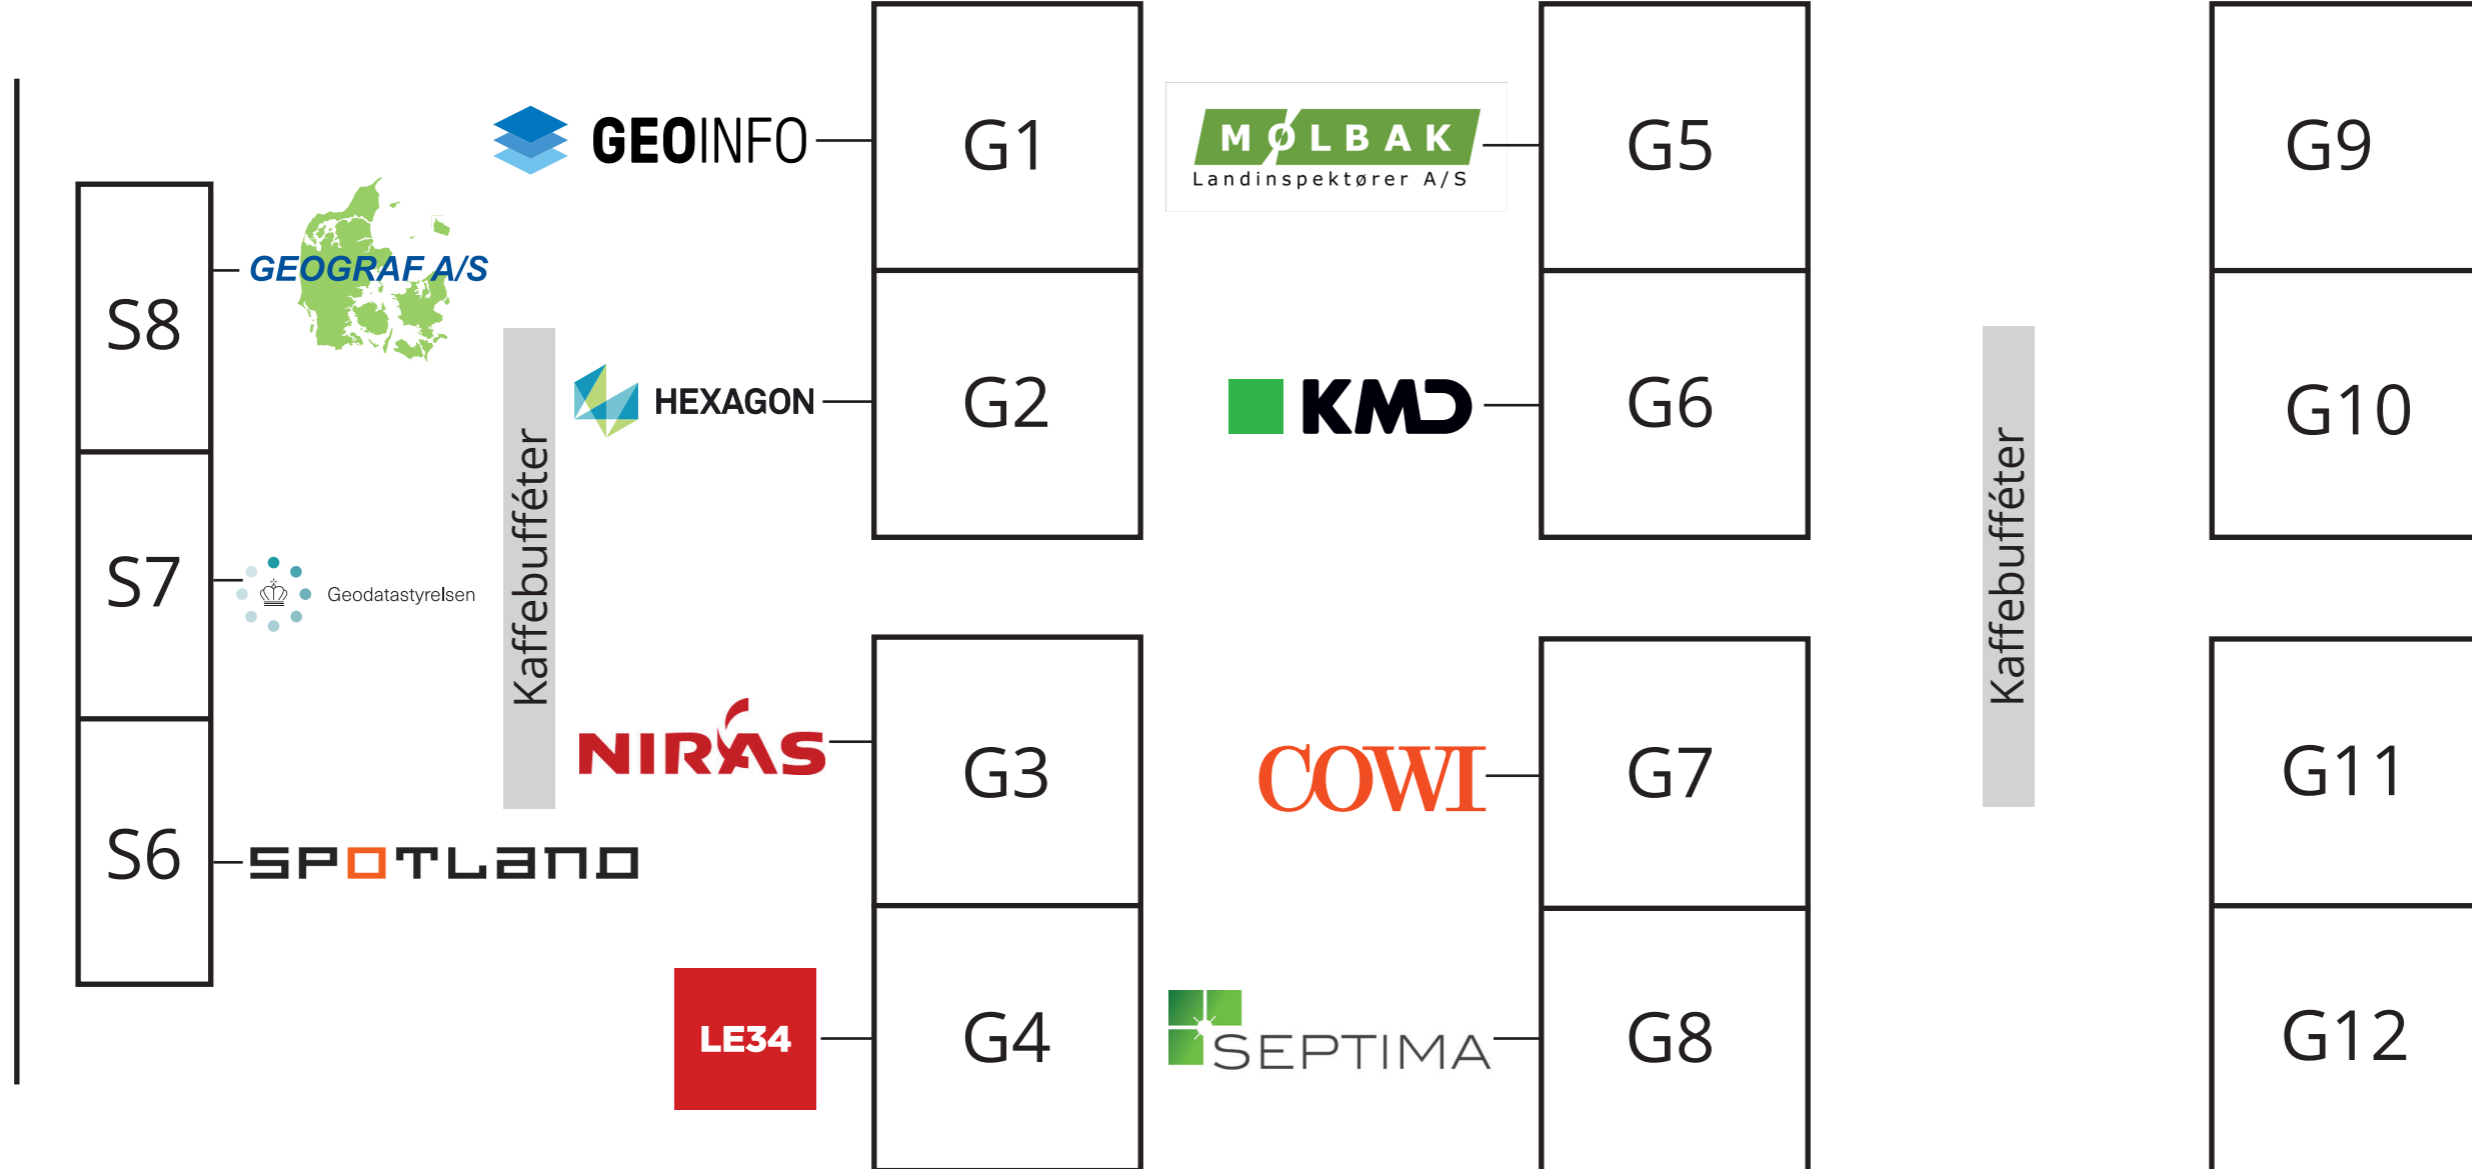 GEOINFO
G1
MØLBAK
Landinspektører A/S
G5
G9
S8
GEOGRAF A/S
HEXAGON
G2
KMD
G6
G10
Kaffebufféter
Kaffebufféter
S7
Geodatastyrelsen
NIRAS
G3
COWI
G7
G11
S6
SPOTLAND
LE34
G4
SEPTIMA
G8
G12